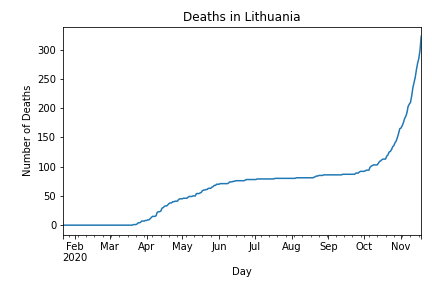 Deaths in Lithuania
Number of Deaths
300
250
200
150
100
50
0
Feb Mar Apr May Jun Jul Aug Sep Oct Nov
2020
Day